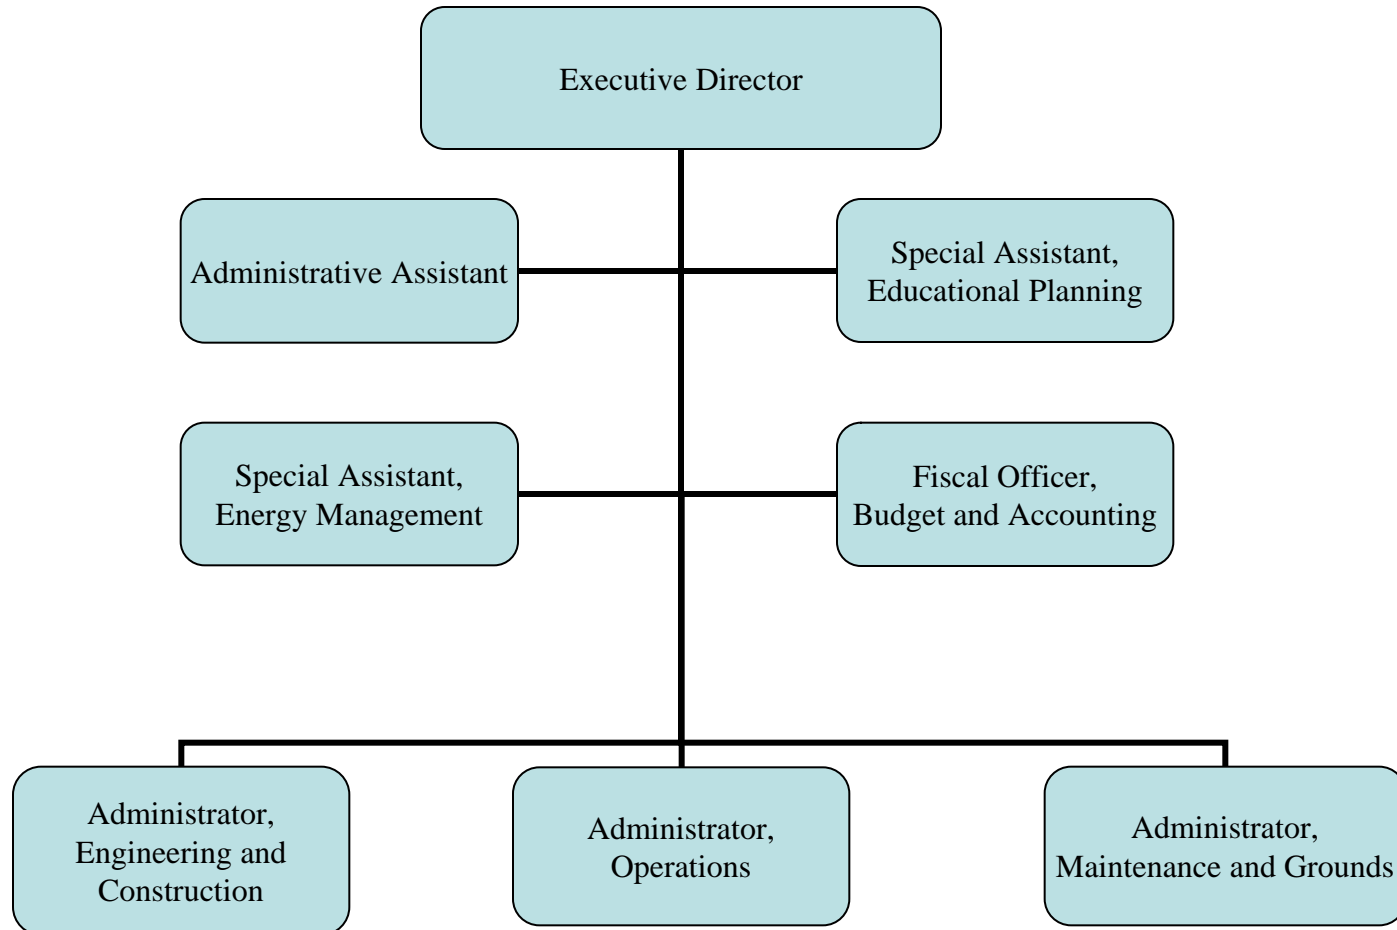 Executive Director
Administrative Assistant
Special Assistant,
Educational Planning
Special Assistant,
Energy Management
Fiscal Officer,
Budget and Accounting
Administrator,
Engineering and
Construction
Administrator,
Operations
Administrator,
Maintenance and Grounds